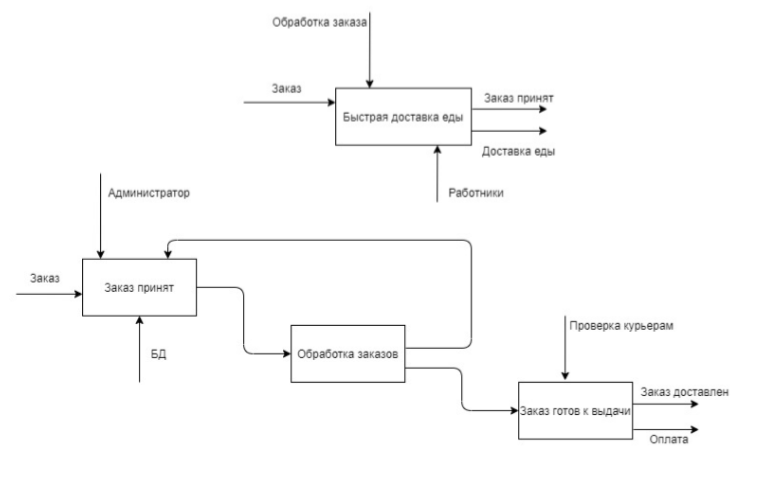 Обработка заказа
Заказ
Быстрая доставка еды
Заказ принят
Доставка еды
Работники
Администратор
Заказ
Заказ принят
БД
Обработка заказов
Проверка курьерам
Заказ готов к выдачи
Заказ доставлен
Оплата